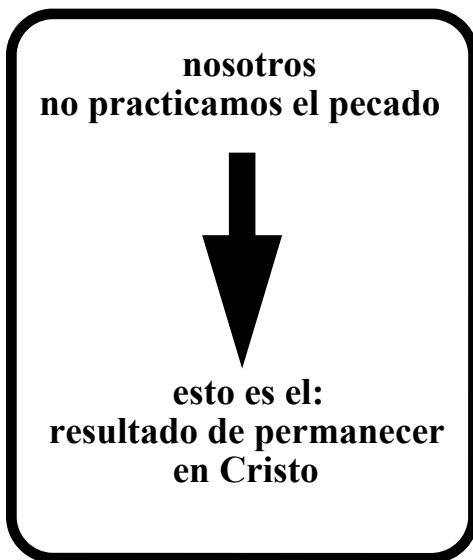 nosotros
no practicamos el pecado
esto es el:
resultado de permanecer
en Cristo